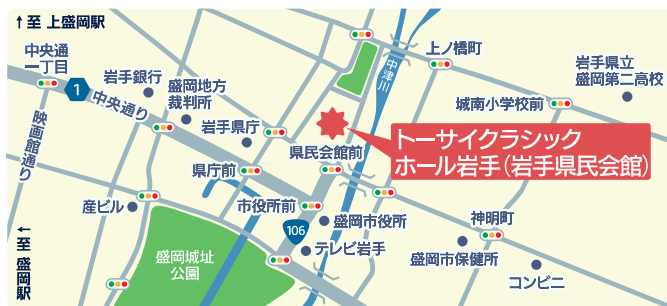 ↑至 上盛岡駅
中央通
一丁目
1
岩手銀行
中央通り
盛岡地方
裁判所
岩手県庁
映画館通り
県庁前
産ビル
市役所前
盛岡城址
公園
106
盛岡市役所
テレビ岩手
県民会館前
中津川
上ノ橋町
岩手県立
盛岡第二高校
城南小学校前
トーサイクラシック
ホール岩手(岩手県民会館)
神明町
盛岡市保健所
コンビニ
←至 盛岡駅